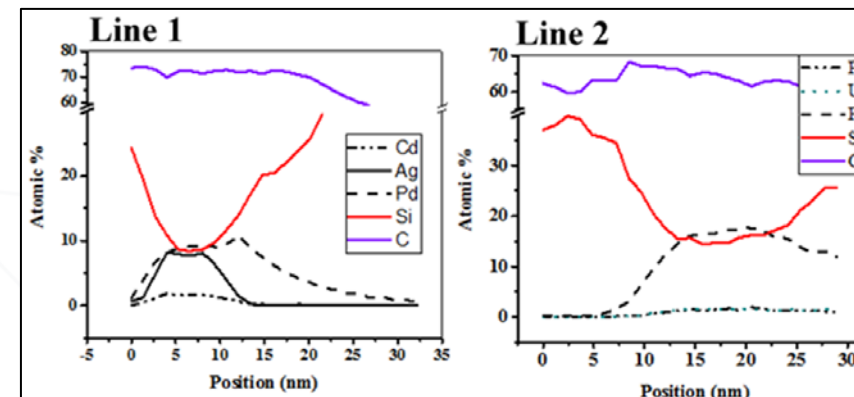 Line 1
80
70
60
20
10
0
Atomic %
-5 0 5 10 15 20 25 30 35
Position (nm)
Cd
Ag
Pd
Si
C
Line 2
70
60
30
20
10
0
Atomic %
0 5 10 15 20 25 30
Position (nm)